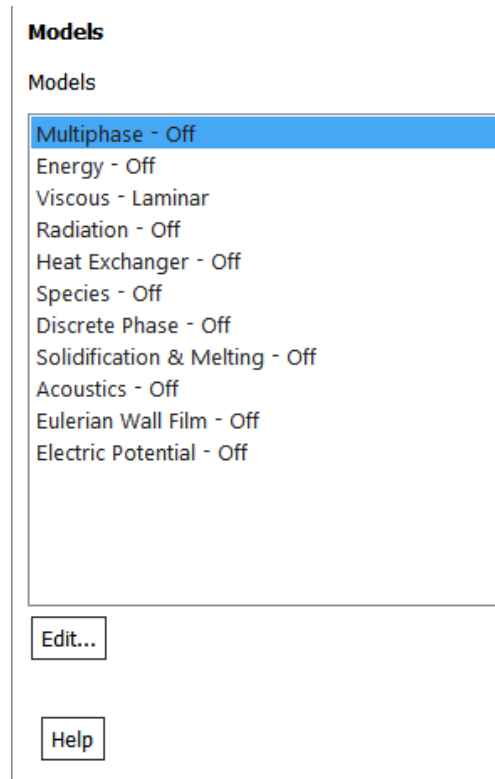 Models
Models
Multiphase - Off
Energy - Off
Viscous - Laminar
Radiation - Off
Heat Exchanger - Off
Species - Off
Discrete Phase - Off
Solidification & Melting - Off
Acoustics - Off
Eulerian Wall Film - Off
Electric Potential - Off
Edit...
Help